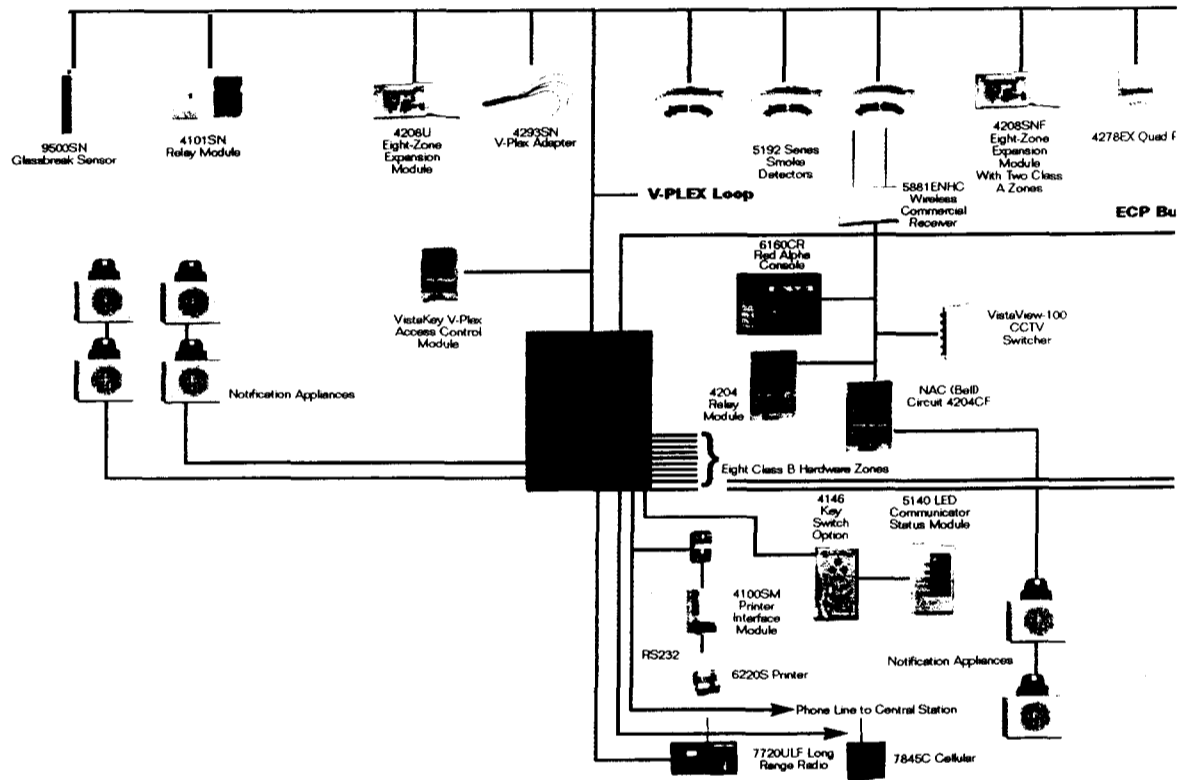 9500SN
Glassbreak Sensor
4101SN
Relay Module
4208U
Eight-Zone
Expansion
Module
4293SN
V-Plex Adapter
5192 Series
Smoke
Detectors
4208SNF
Eight-Zone
Expansion
Module
With Two Class
A Zones
4278EX Quad
V-PLEX Loop
5881ENHC
Wireless
Commercial
Receiver
ECP Bu
6160CR
Red Alpha
Console
VistaKey V-Plex
Access Control
Module
VistaView-100
CCTV
Switcher
Notification Appliances
4204
Relay
Module
NAC (Bell)
Circuit 4204CF
Eight Class B Hardware Zones
4146
Key
Switch
Option
5140 LED
Communicator
Status Module
4100SM
Printer
Interface
Module
RS232
6220S Printer
Notification Appliances
Phone Line to Central Station
7720ULF Long
Range Radio
7845C Cellular